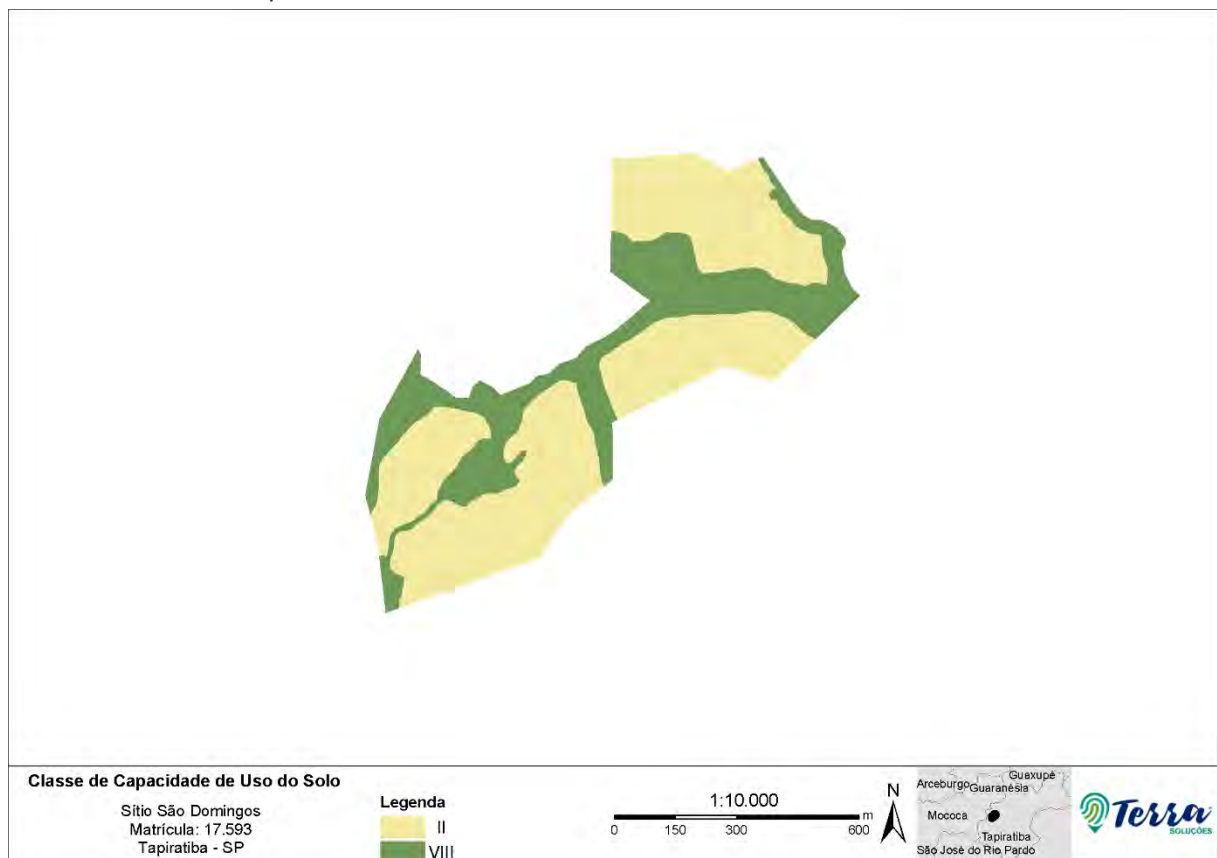 Classe de Capacidade de Uso do Solo
Sítio São Domingos
Matrícula: 17.593
Tapiratiba - SP
Legenda
II
VIII
1:10.000
0 150 300 600 m
N
Guaxupé
Arceburgo Guaranésia
Mococa
Tapiratiba
São José do Rio Pardo
Terra
SOLUÇÕES